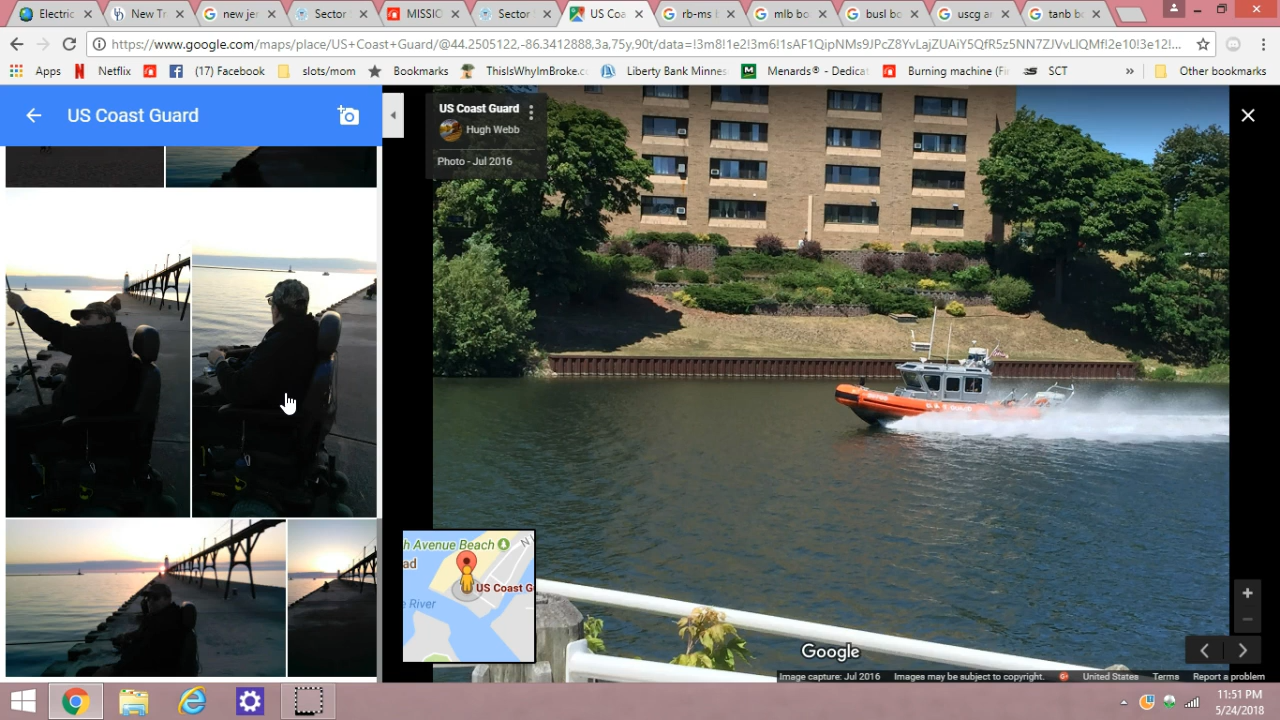 Electric
New Tr
new jer
Sector
MISSIC
Sector
US Coa
rb-ms l
mlb bo
busl bo
uscg a
tanb b
https://www.google.com/maps/place/US+Coast+Guard/@44.2505122,-86.3412888,3a,75y,90t/data=!3m8!1e2!3m6!1sAF1QipNMs9JPcZ8YvLajZUAiY5QfR5z5NN7ZJVvLlQMf!2e10!3e12!...
Apps Netflix (17) Facebook slots/mom Bookmarks ThisIsWhyImBroke.c Liberty Bank Minnes Menards® - Dedicat Burning machine (Fi SCT » Other bookmarks
US Coast Guard
US Coast Guard
Hugh Webb
Photo - Jul 2016
h Avenue Beach
ad
US Coast G
e River
Google
Image capture: Jul 2016 Images may be subject to copyright. United States Terms Report a problem
11:51 PM
5/24/2018